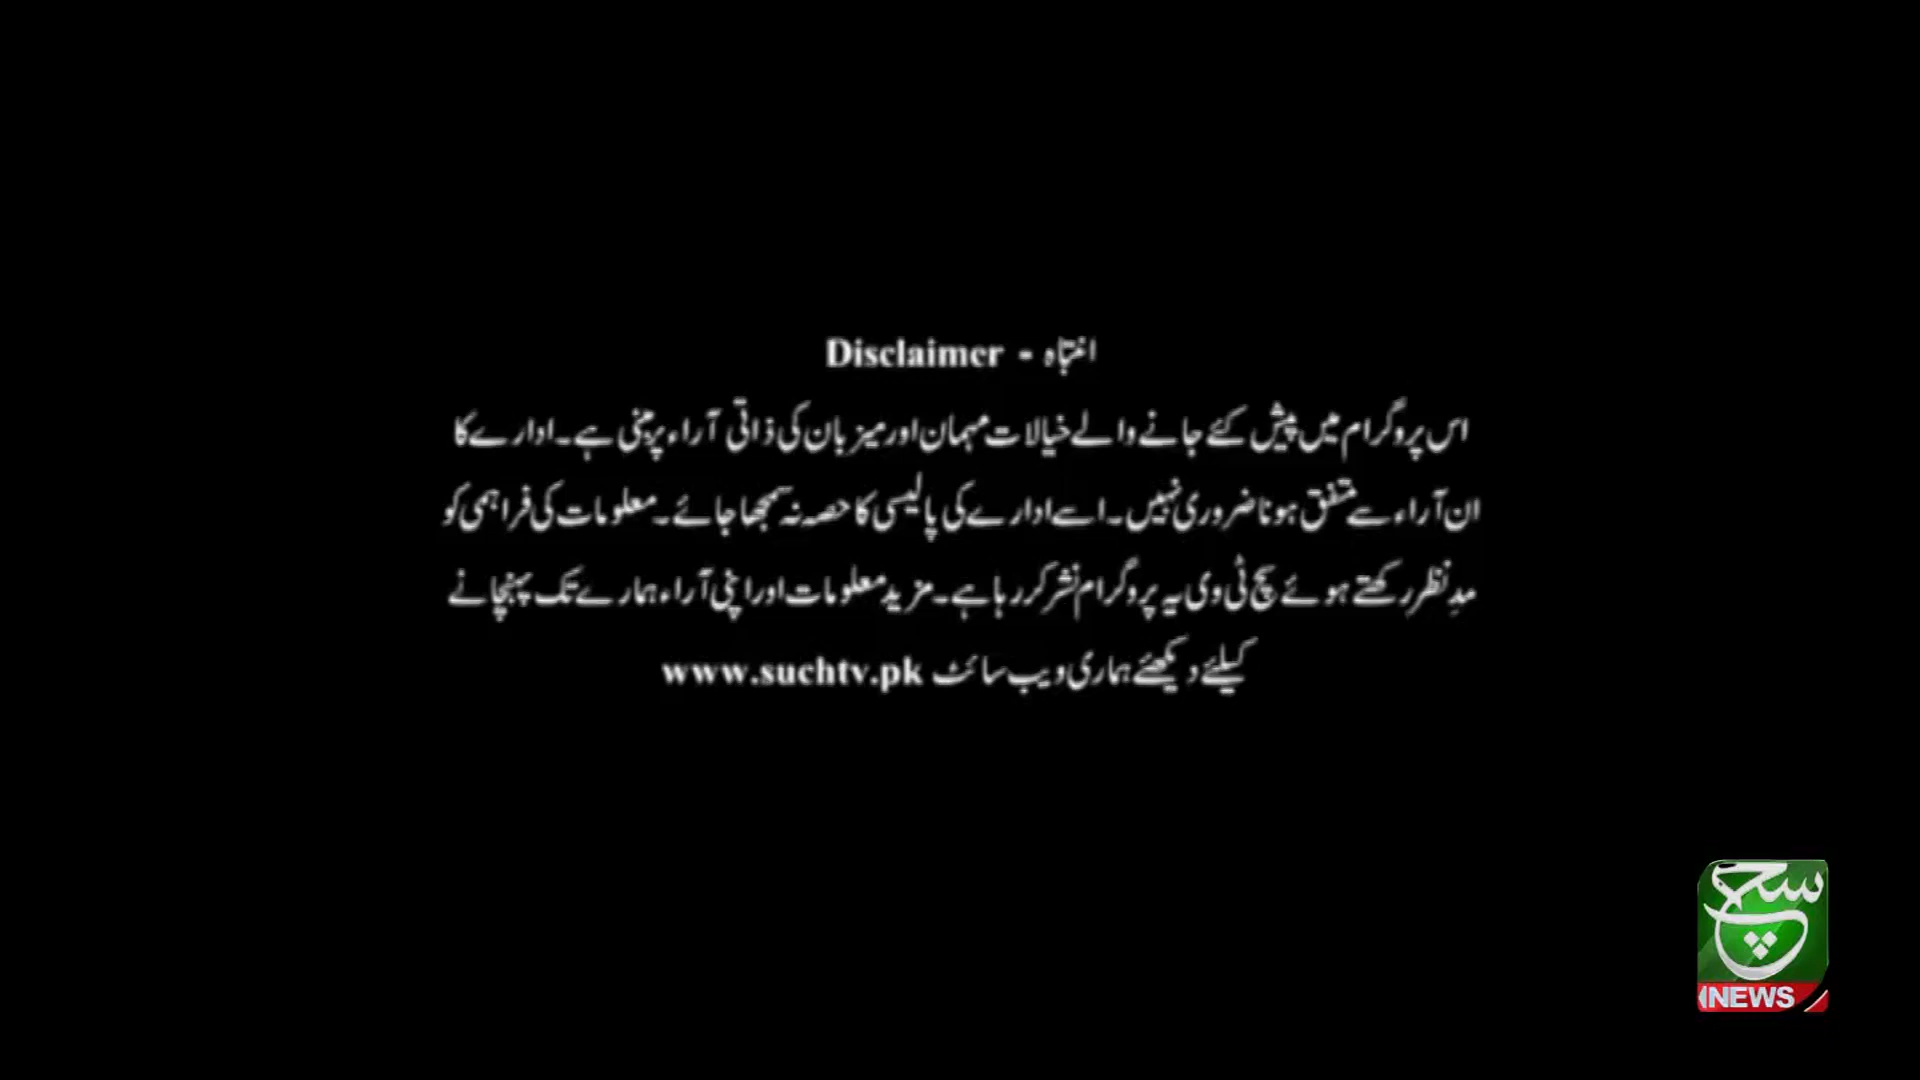 انتباہ - Disclaimer
اس پروگرام میں پیش کئے جانے والے خیالات مہمان اور میزبان کی ذاتی آراء پر مبنی ہے۔ ادارے کا
ان آراء سے متفق ہونا ضروری نہیں۔ اسے ادارے کی پالیسی کا حصہ نہ سمجھا جائے۔ معلومات کی فراہمی کو
مدِ نظر رکھتے ہوئے سچ ٹی وی یہ پروگرام نشر کر رہا ہے۔ مزید معلومات اور اپنی آراء ہمارے تک پہنچانے
کیلئے دیکھئے ہماری ویب سائٹ www.suchtv.pk
سچ
NEWS